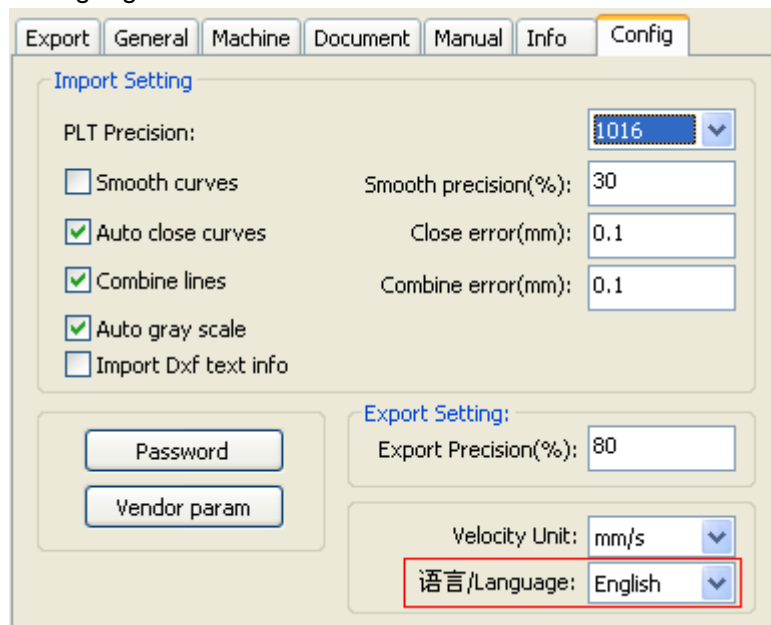 Export General Machine Document Manual Info Config
Import Setting
PLT Precision: 1016
Smooth curves Smooth precision(%): 30
Auto close curves Close error(mm): 0.1
Combine lines Combine error(mm): 0.1
Auto gray scale
Import Dxf text info
Export Setting:
Password Export Precision(%): 80
Vendor param
Velocity Unit: mm/s
语言/Language: English